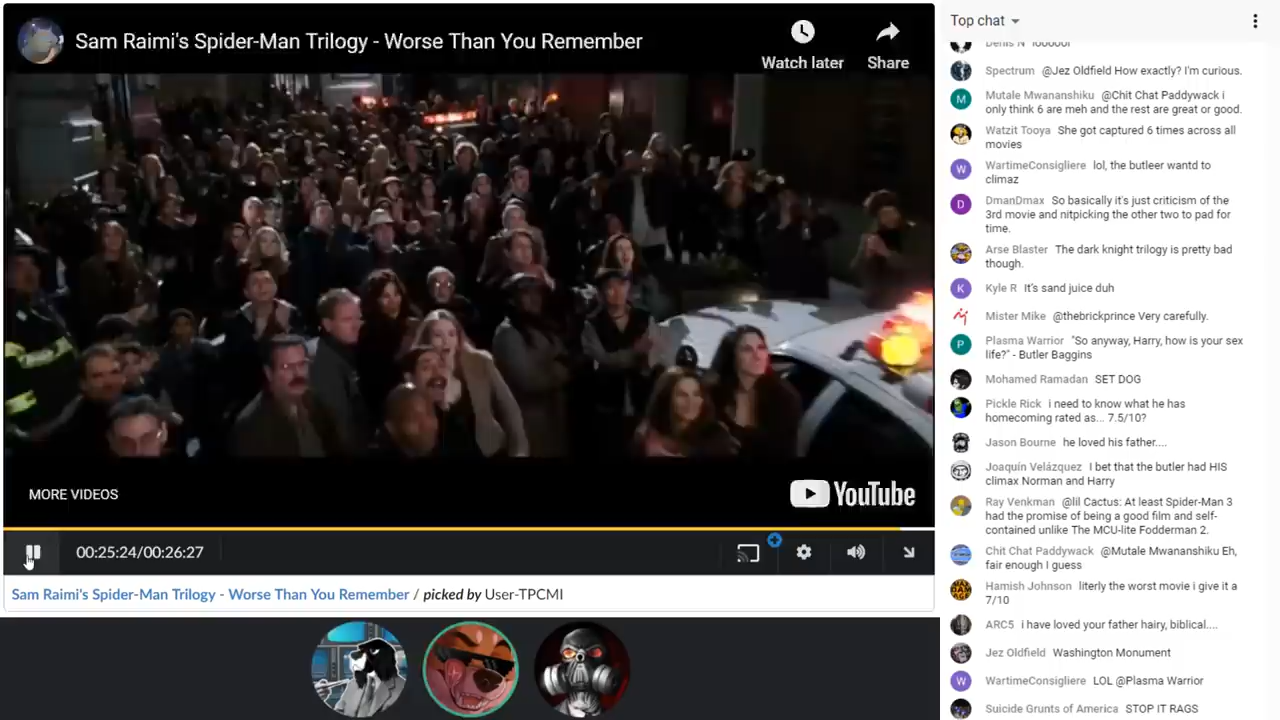 Sam Raimi's Spider-Man Trilogy - Worse Than You Remember
Watch later
Share
MORE VIDEOS
YouTube
00:25:24/00:26:27
Sam Raimi's Spider-Man Trilogy - Worse Than You Remember / picked by User-TPCMI
Top chat
Spectrum @Jez Oldfield How exactly? I'm curious.
M
Mutale Mwananshiku @Chit Chat Paddywack i
only think 6 are meh and the rest are great or good.
Watzit Tooya She got captured 6 times across all
movies
W
WartimeConsigliere lol, the butleer wantd to
climaz
D
DmanDmax So basically it's just criticism of the
3rd movie and nitpicking the other two to pad for
time.
Arse Blaster The dark knight trilogy is pretty bad
though.
K
Kyle R It's sand juice duh
Mister Mike @thebrickprince Very carefully.
P
Plasma Warrior "So anyway, Harry, how is your sex
life?" - Butler Baggins
Mohamed Ramadan SET DOG
Pickle Rick i need to know what he has
homecoming rated as... 7.5/10?
Jason Bourne he loved his father....
Joaquín Velázquez I bet that the butler had HIS
climax Norman and Harry
Ray Venkman @lil Cactus: At least Spider-Man 3
had the promise of being a good film and self-
contained unlike The MCU-lite Fodderman 2.
Chit Chat Paddywack @Mutale Mwananshiku Eh,
fair enough I guess
Hamish Johnson literly the worst movie i give it a
7/10
ARC5 i have loved your father hairy, biblical....
Jez Oldfield Washington Monument
W
WartimeConsigliere LOL @Plasma Warrior
Suicide Grunts of America STOP IT RAGS